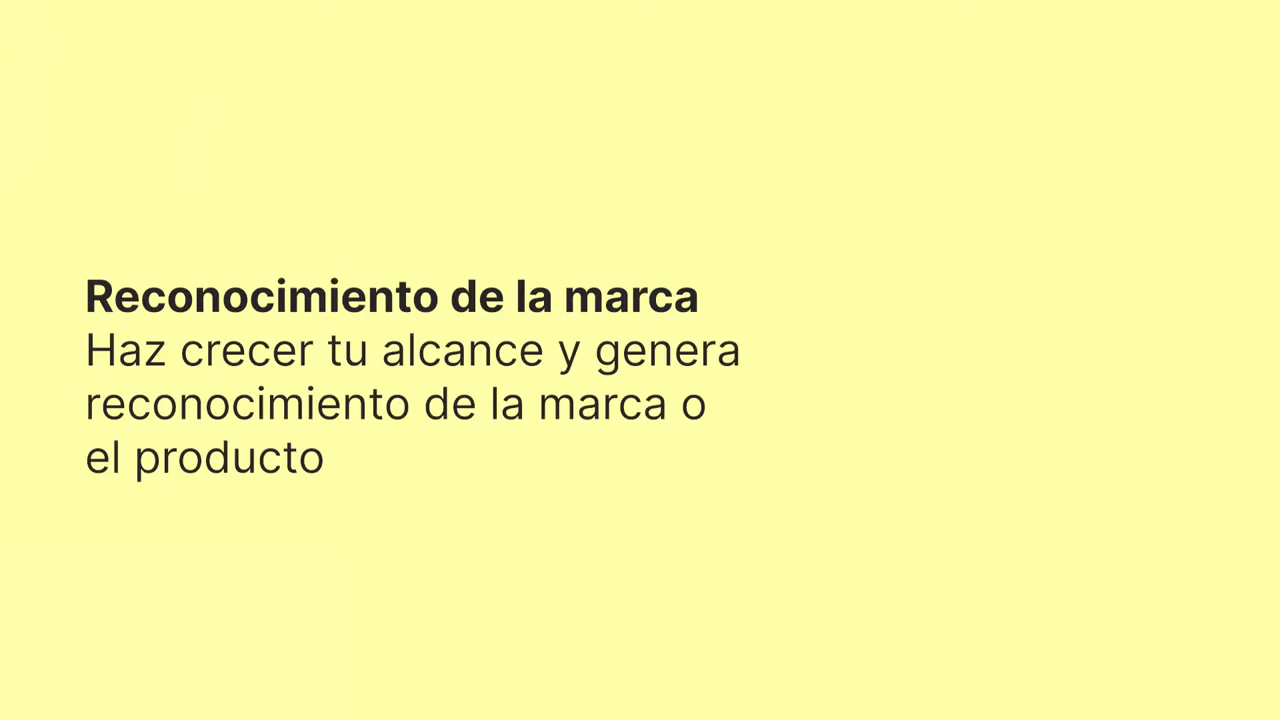 Reconocimiento de la marca
Haz crecer tu alcance y genera
reconocimiento de la marca o
el producto